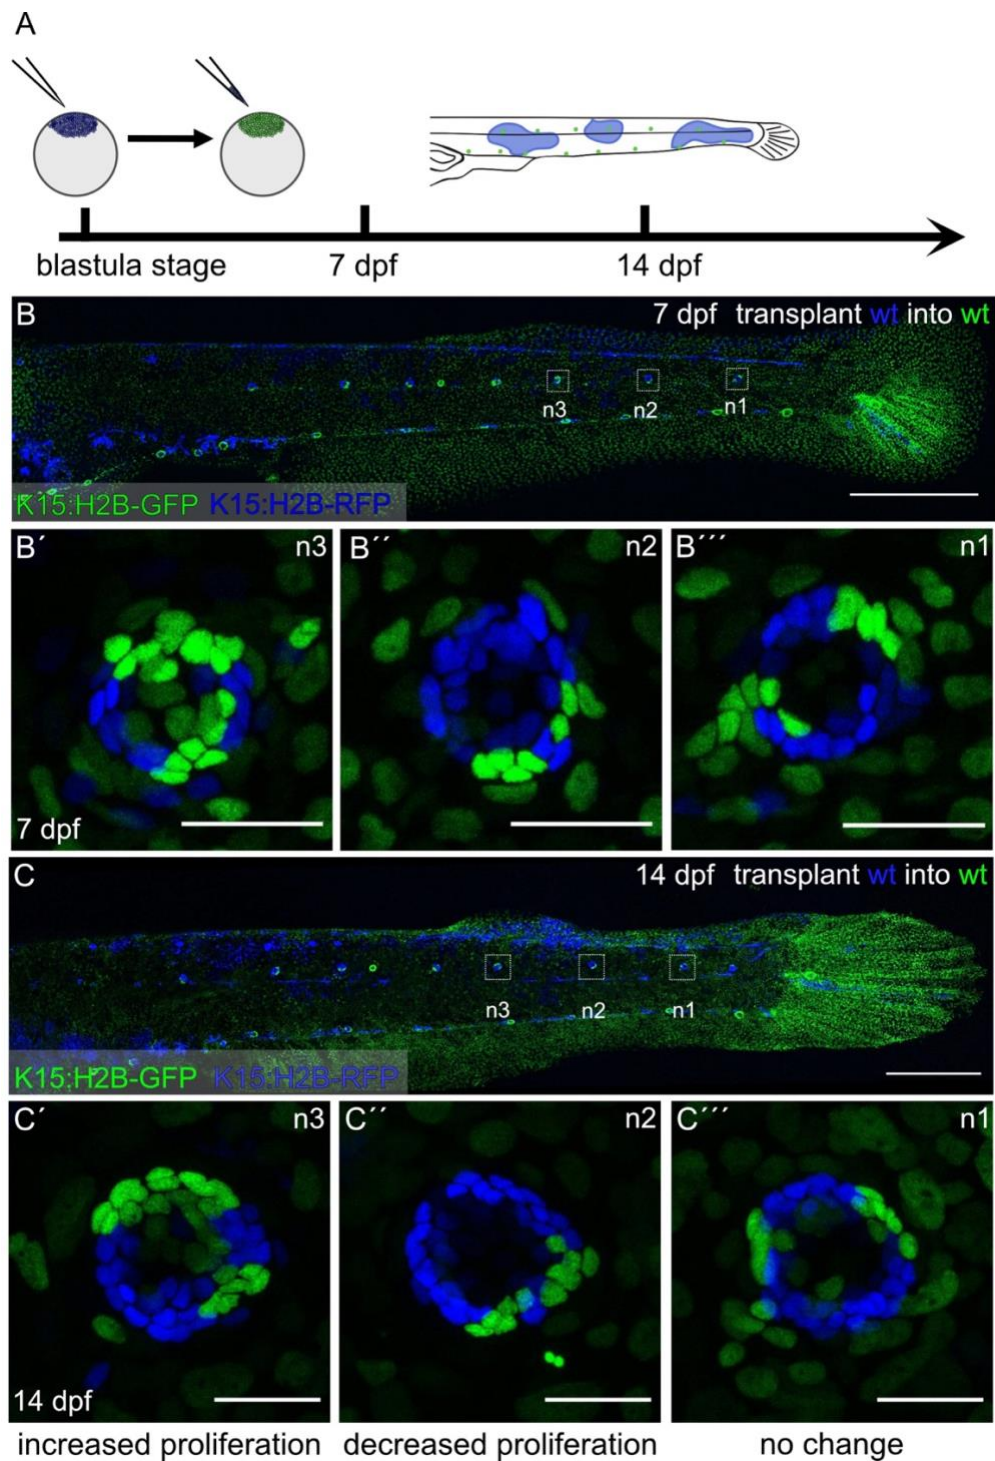 A
blastula stage
7 dpf
14 dpf
B
7 dpf transplant wt into wt
n3
n2
n1
K15:H2B-GFP K15:H2B-RFP
B´
n3
B´´
n2
B´´´
n1
7 dpf
C
14 dpf transplant wt into wt
n3
n2
n1
K15:H2B-GFP K15:H2B-RFP
C´
n3
C´´
n2
C´´´
n1
14 dpf
increased proliferation
decreased proliferation
no change